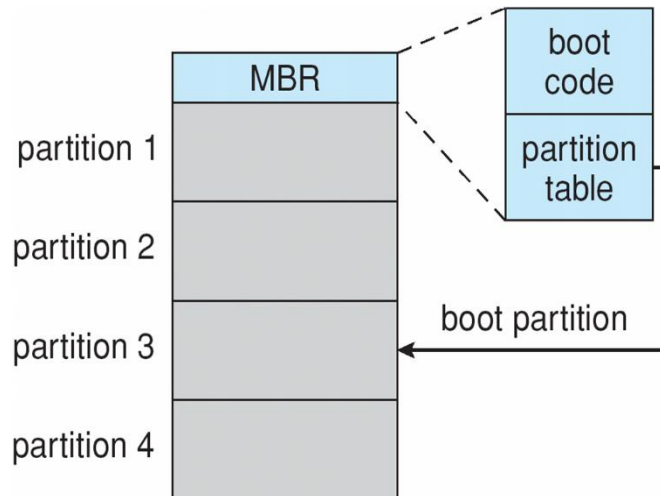 MBR
boot
code
partition
table
partition 1
partition 2
boot partition
partition 3
partition 4